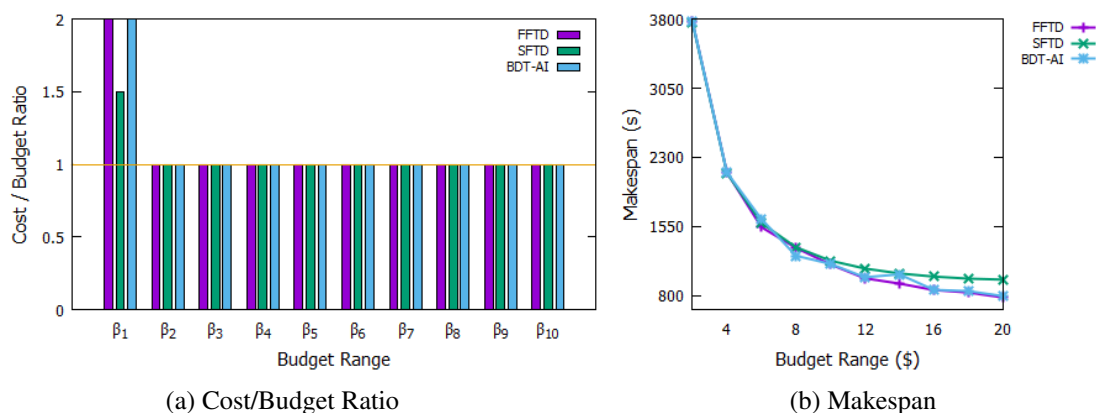 2
1.5
1
0.5
0
Cost / Budget Ratio
FFTD
SFTD
BDT-AI
β1 β2 β3 β4 β5 β6 β7 β8 β9 β10
Budget Range
(a) Cost/Budget Ratio
3800
3050
2300
1550
800
Makespan (s)
FFTD
SFTD
BDT-AI
4 8 12 16 20
Budget Range ($)
(b) Makespan